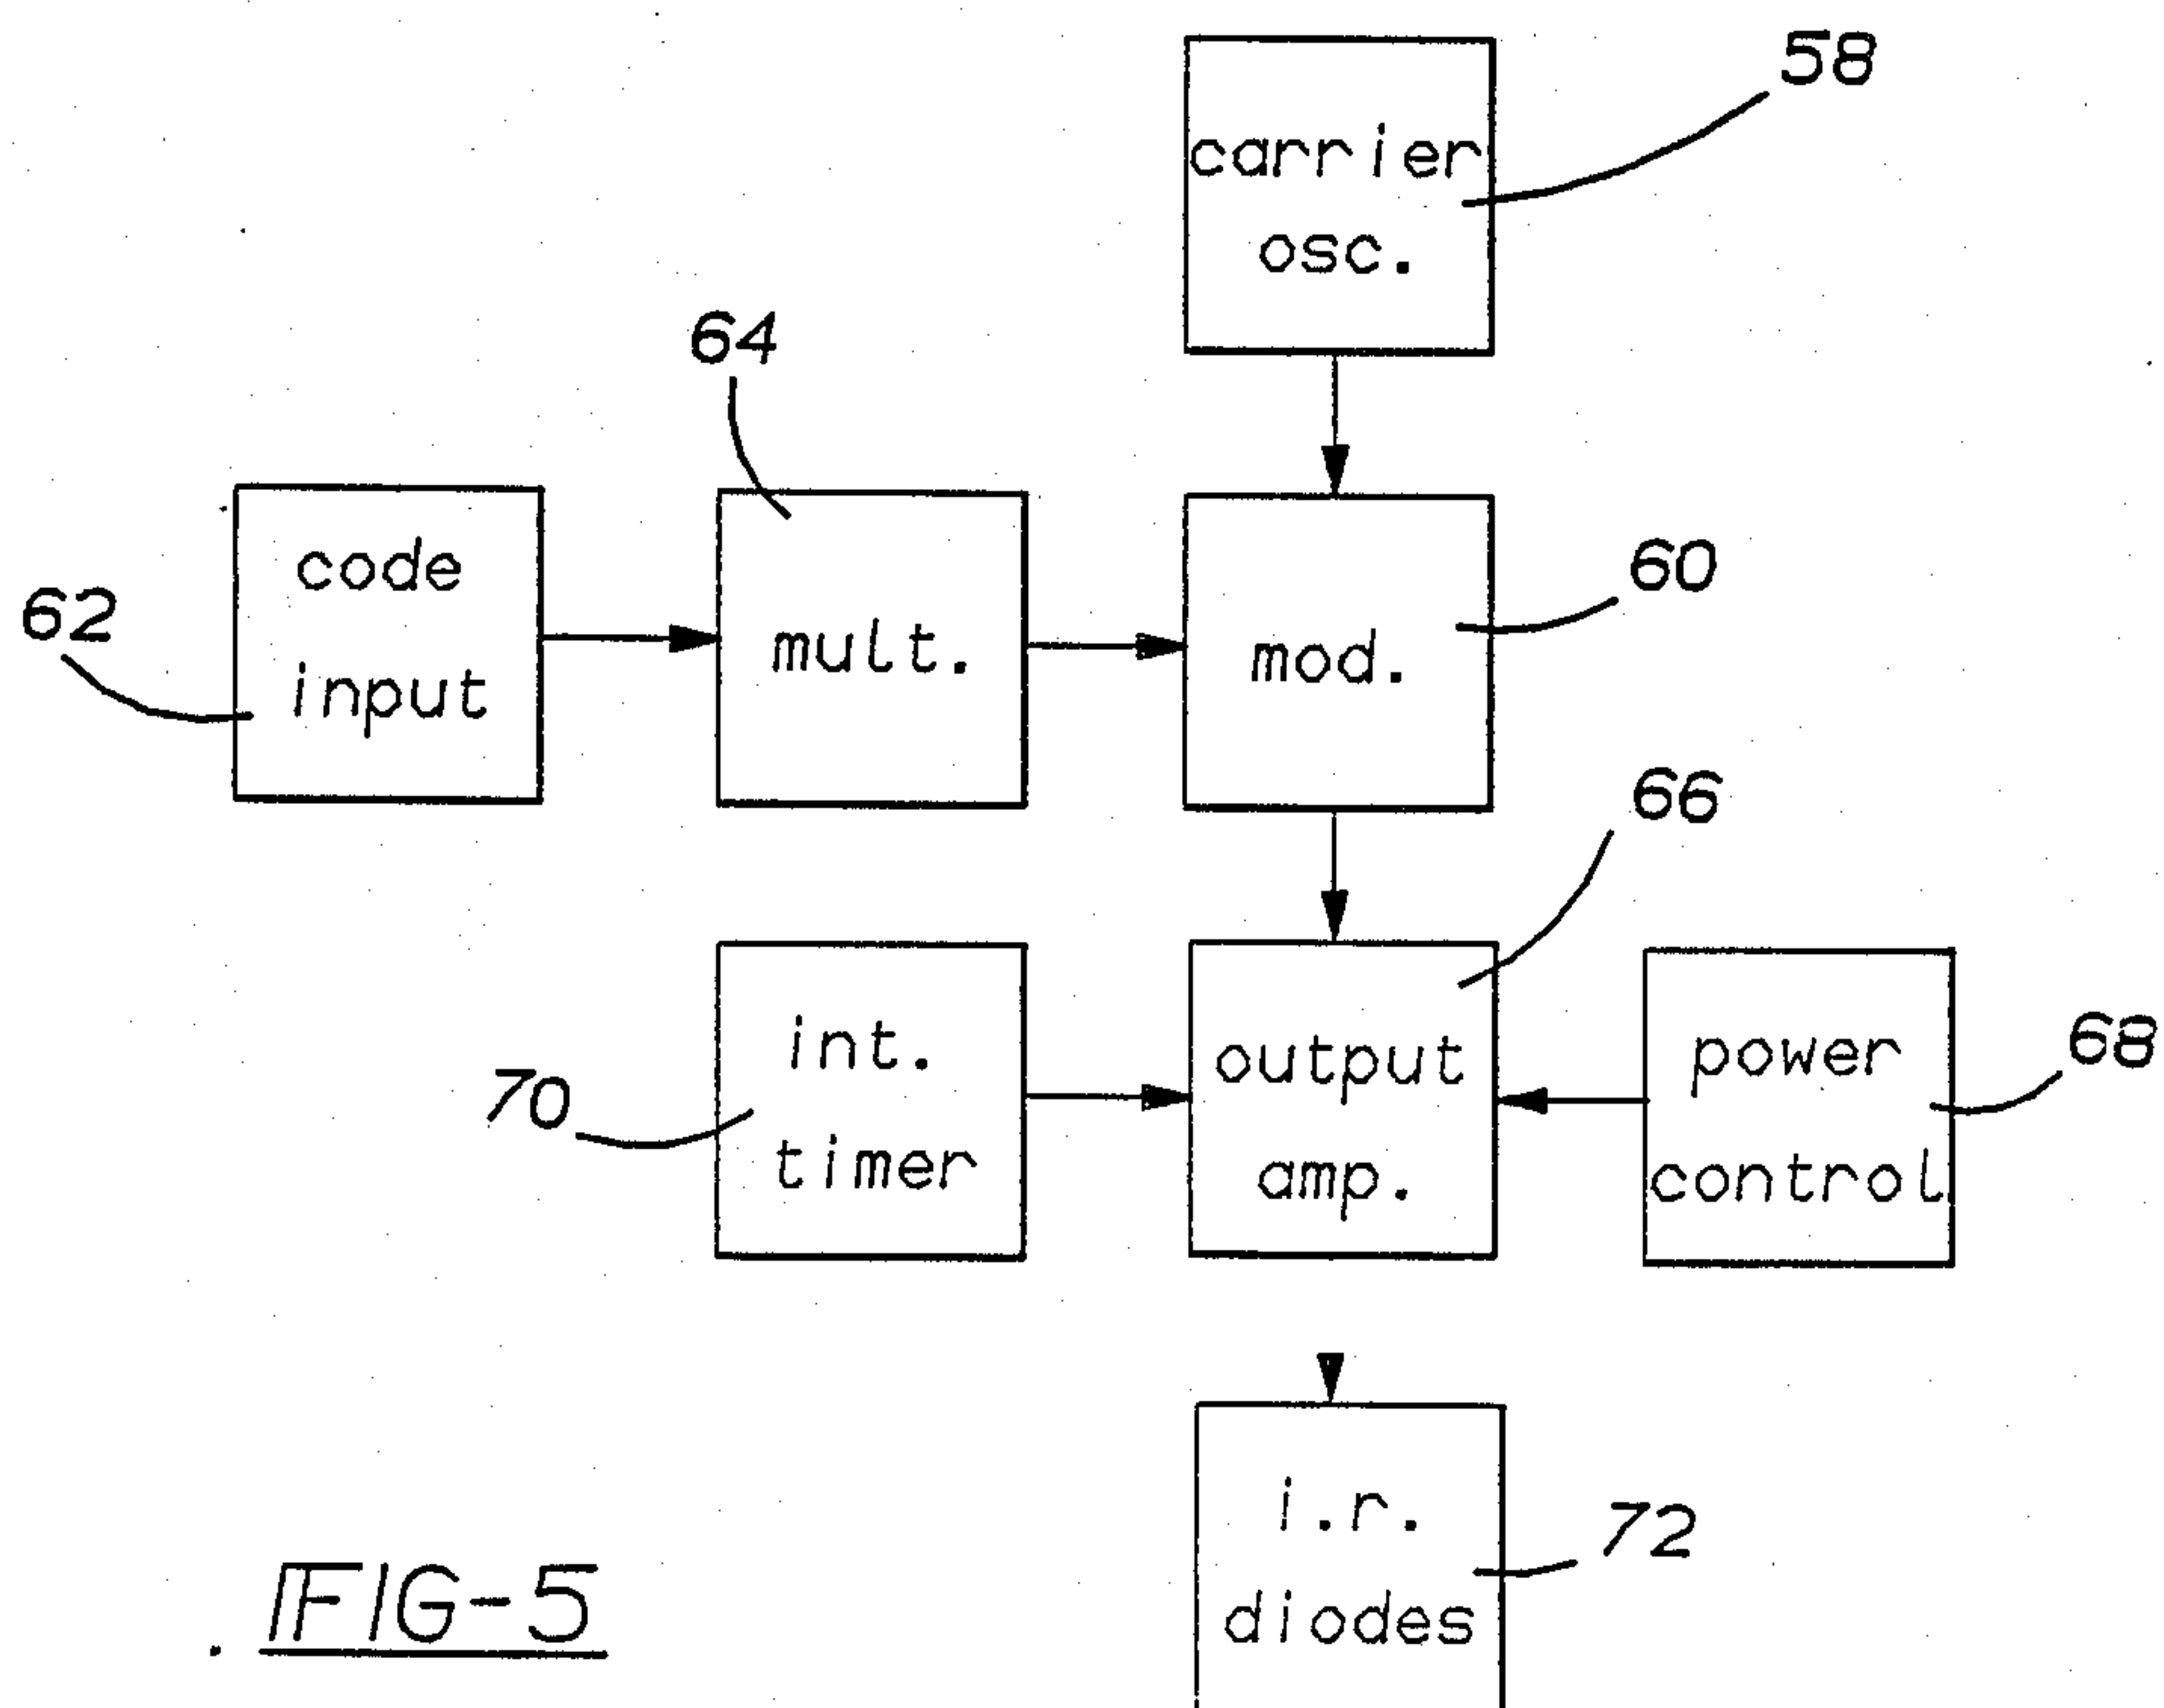 58
carrier
osc.
64
62
code
input
mult.
mod.
60
66
70
int.
timer
output
amp.
power
control
68
i.r.
diodes
72
FIG-5